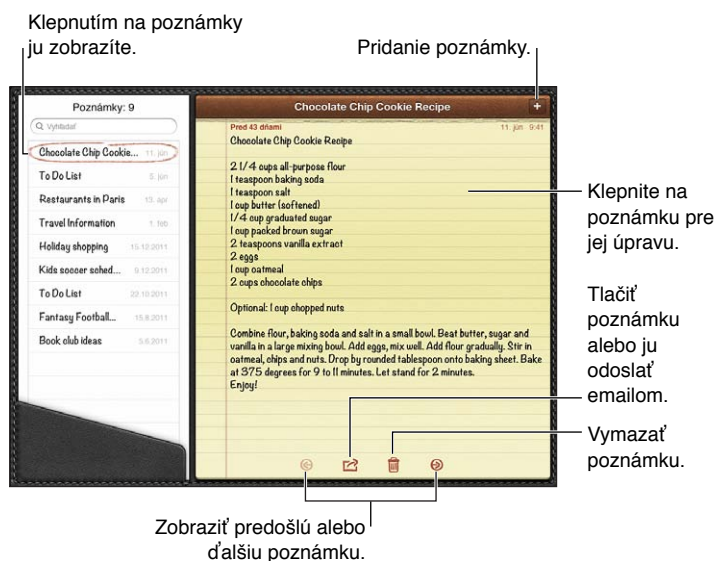 Klepnutím na poznámky
ju zobrazíte.
Pridanie poznámky.
Poznámky: 9
Vyhľadať
Chocolate Chip Cookie... 11. jún
To Do List 5. jún
Restaurants in Paris 13. apr
Travel Information 1. feb
Holiday shopping 15.12.2011
Kids soccer sched... 9.12.2011
To Do List 22.10.2011
Fantasy Football... 15.8.2011
Book club ideas 5.6.2011
Chocolate Chip Cookie Recipe +
Pred 43 dňami 11. jún 9:41
Chocolate Chip Cookie Recipe
2 1/4 cups all-purpose flour
1 teaspoon baking soda
1 teaspoon salt
1 cup butter (softened)
1/4 cup graduated sugar
1 cup packed brown sugar
2 teaspoons vanilla extract
2 eggs
1 cup oatmeal
2 cups chocolate chips
Optional: 1 cup chopped nuts
Combine flour, baking soda and salt in a small bowl. Beat butter, sugar and
vanilla in a large mixing bowl. Add eggs, mix well. Add flour gradually. Stir in
oatmeal, chips and nuts. Drop by rounded tablespoon onto baking sheet. Bake
at 375 degrees for 9 to 11 minutes. Let stand for 2 minutes.
Enjoy!
Klepnite na
poznámku pre
jej úpravu.
Tlačiť
poznámku
alebo ju
odoslať
emailom.
Vymazať
poznámku.
Zobraziť predošlú alebo
ďalšiu poznámku.